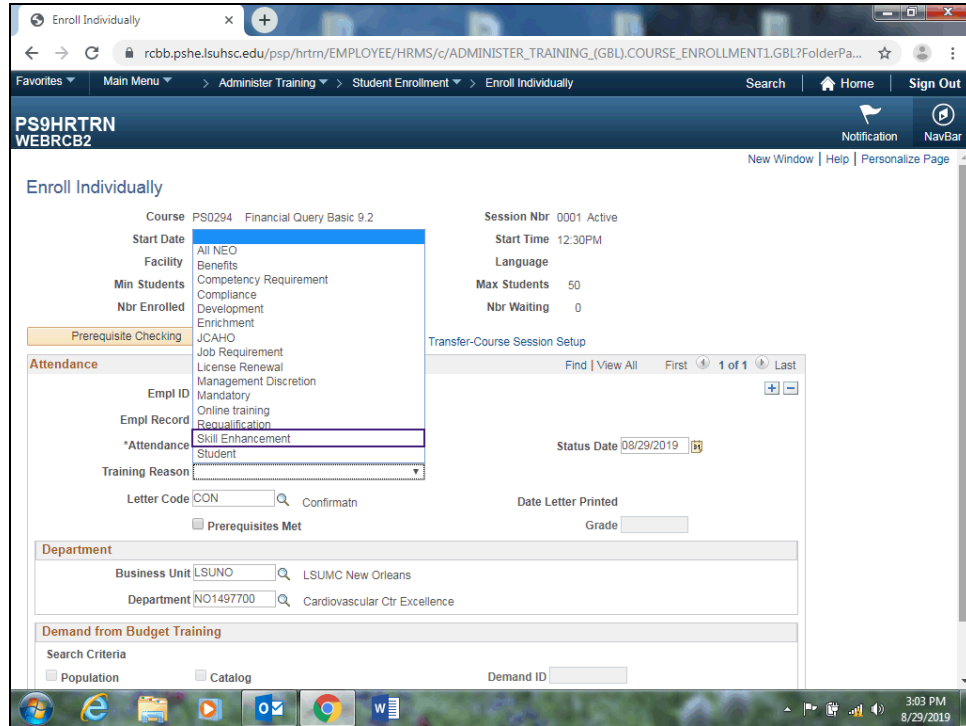 Enroll Individually
rcbb.pshe.lsuhsc.edu/psp/hrtrn/EMPLOYEE/HRMS/c/ADMINISTER_TRAINING_(GBL).COURSE_ENROLLMENT1.GBL?FolderPa...
Favorites Main Menu > Administer Training > Student Enrollment > Enroll Individually Search Home Sign Out
PS9HRTRN
WEBRCB2
Notification NavBar
New Window | Help | Personalize Page
Enroll Individually
Course PS0294 Financial Query Basic 9.2 Session Nbr 0001 Active
Start Date Start Time 12:30PM
Facility Language
Min Students Max Students 50
Nbr Enrolled Nbr Waiting 0
All NEO
Benefits
Competency Requirement
Compliance
Development
Enrichment
JCAHO
Job Requirement
License Renewal
Management Discretion
Mandatory
Online training
Requalification
Skill Enhancement
Student
Prerequisite Checking Transfer-Course Session Setup
Attendance Find | View All First 1 of 1 Last
Empl ID
Empl Record
*Attendance Status Date 08/29/2019
Training Reason
Letter Code CON Confirmatn Date Letter Printed
Prerequisites Met Grade
Department
Business Unit LSUNO LSUMC New Orleans
Department NO1497700 Cardiovascular Ctr Excellence
Demand from Budget Training
Search Criteria
Population Catalog Demand ID
3:03 PM
8/29/2019